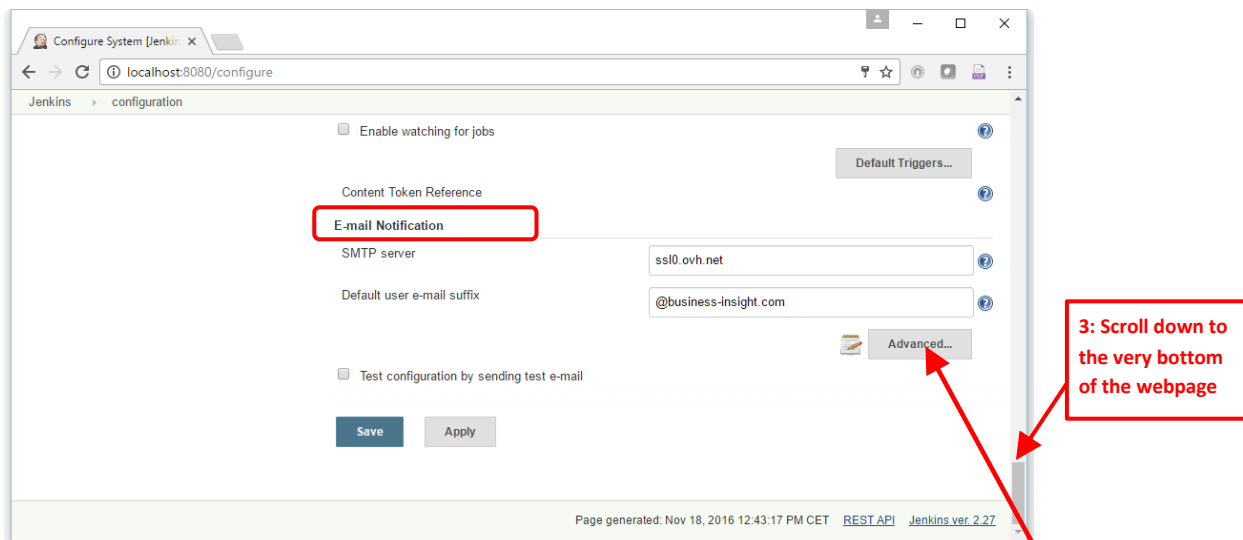 Configure System [Jenkin
localhost:8080/configure
Jenkins configuration
Enable watching for jobs
Default Triggers...
Content Token Reference
E-mail Notification
SMTP server
ssl0.ovh.net
Default user e-mail suffix
@business-insight.com
Advanced...
Test configuration by sending test e-mail
Save Apply
3: Scroll down to
the very bottom
of the webpage
Page generated: Nov 18, 2016 12:43:17 PM CET REST API Jenkins ver. 2.27